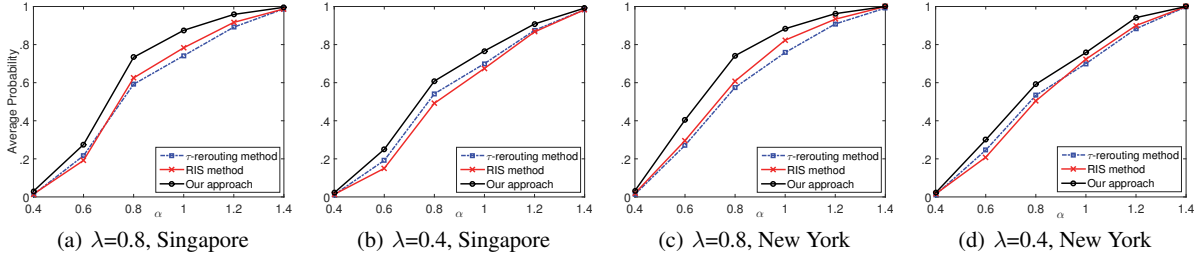 Average Probability
1
.8
.6
.4
.2
0
0.4 0.6 0.8 1 1.2 1.4
α
τ-rerouting method
RIS method
Our approach
(a) λ=0.8, Singapore
1
.8
.6
.4
.2
0
0.4 0.6 0.8 1 1.2 1.4
α
τ-rerouting method
RIS method
Our approach
(b) λ=0.4, Singapore
1
.8
.6
.4
.2
0
0.4 0.6 0.8 1 1.2 1.4
α
τ-rerouting method
RIS method
Our approach
(c) λ=0.8, New York
1
.8
.6
.4
.2
0
0.4 0.6 0.8 1 1.2 1.4
α
τ-rerouting method
RIS method
Our approach
(d) λ=0.4, New York